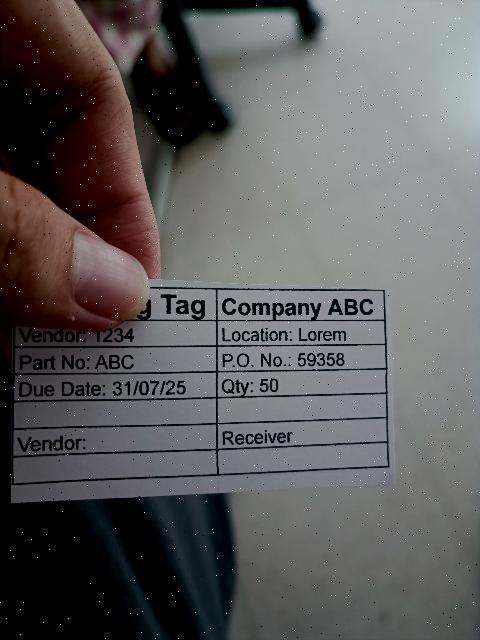 Tag Company ABC
Vendor: 1234 Location: Lorem
Part No: ABC P.O. No.: 59358
Due Date: 31/07/25 Qty: 50
Vendor: Receiver